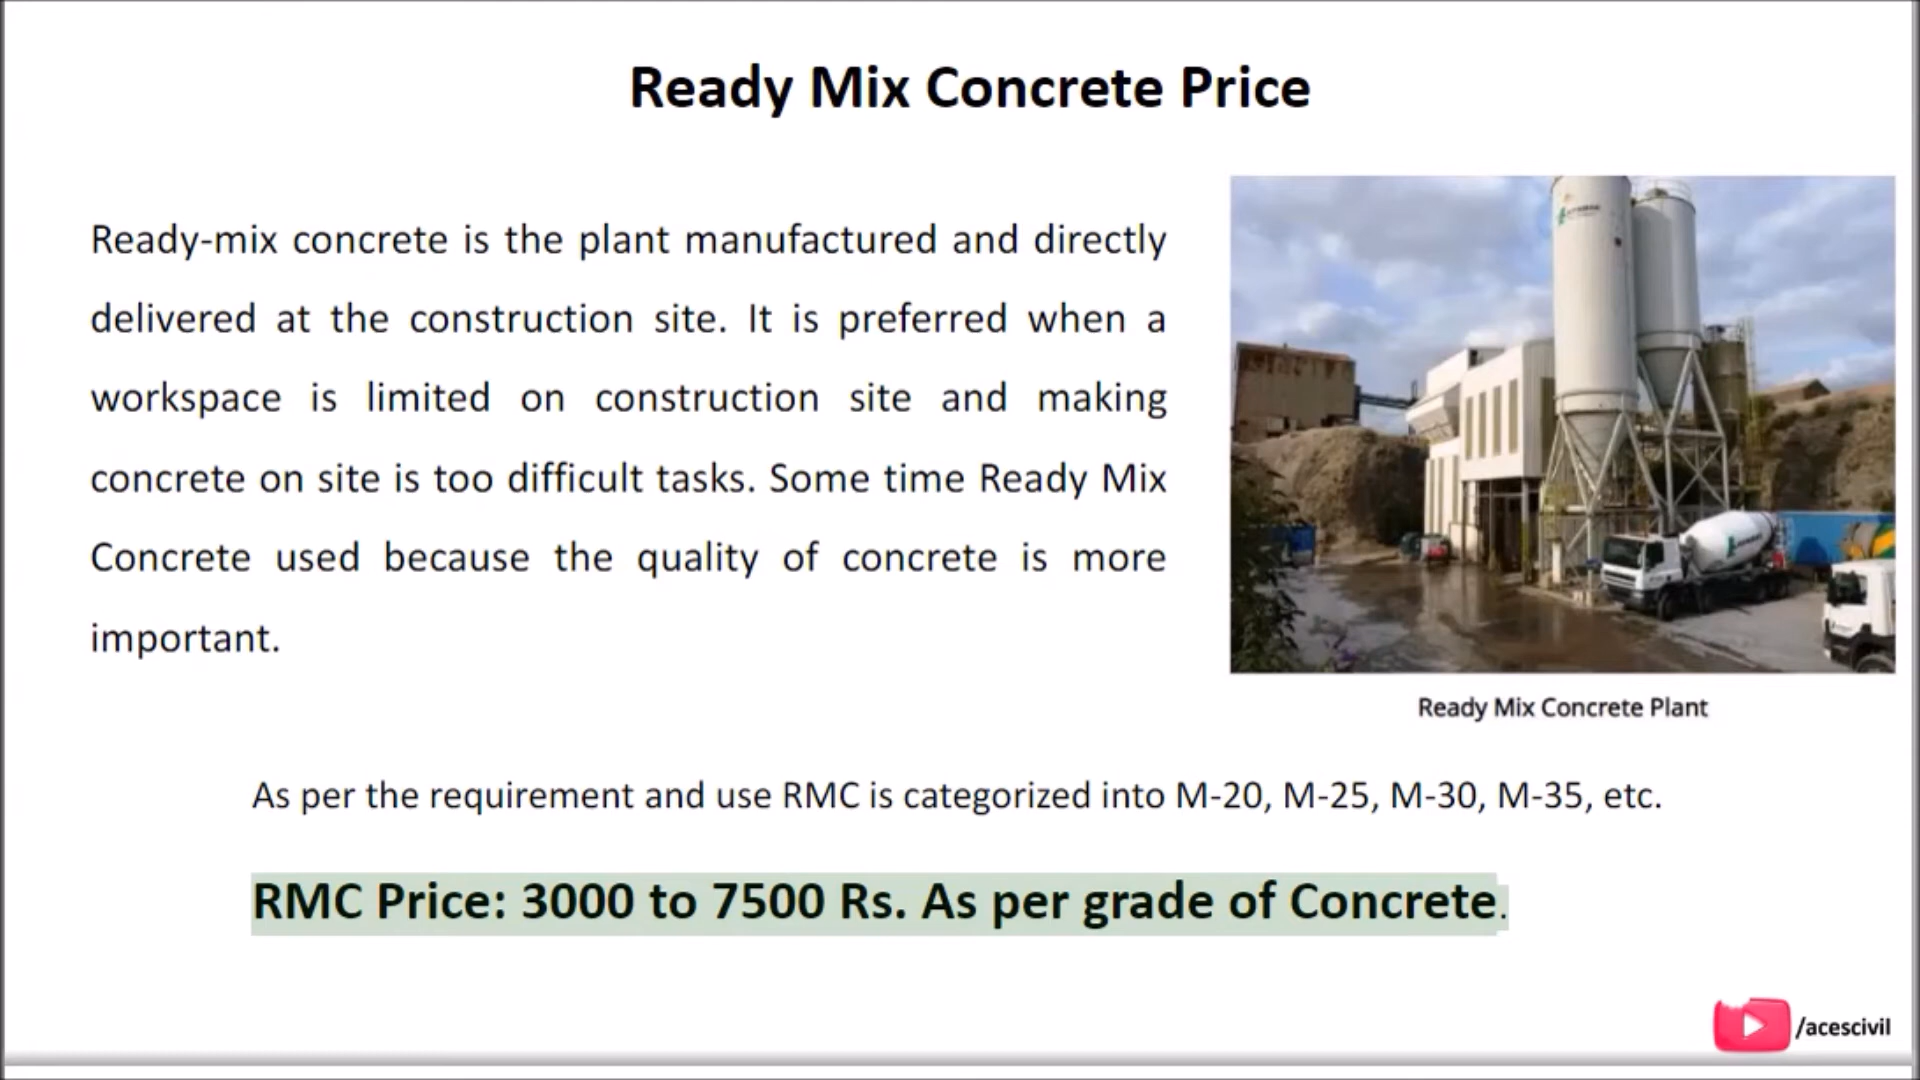 Ready Mix Concrete Price
Ready-mix concrete is the plant manufactured and directly
delivered at the construction site. It is preferred when a
workspace is limited on construction site and making
concrete on site is too difficult tasks. Some time Ready Mix
Concrete used because the quality of concrete is more
important.
Ready Mix Concrete Plant
As per the requirement and use RMC is categorized into M-20, M-25, M-30, M-35, etc.
RMC Price: 3000 to 7500 Rs. As per grade of Concrete.
/acescivil